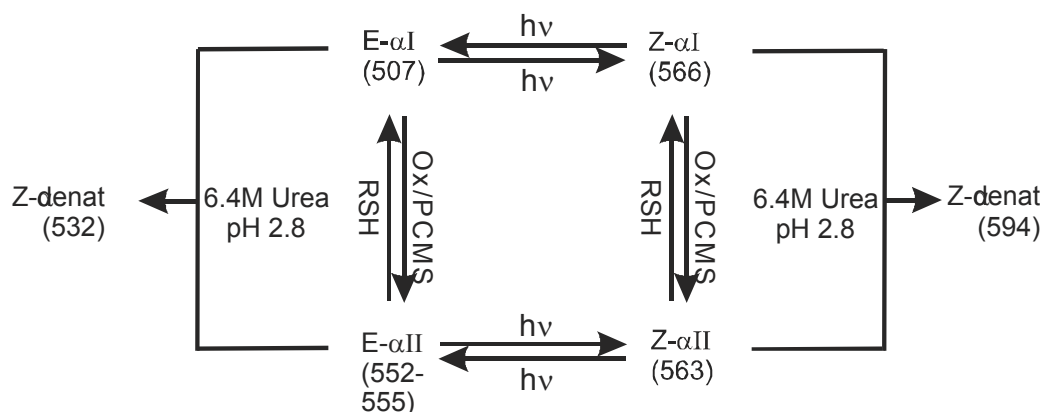 E-αI
(507)
hν
hν
Z-αI
(566)
Z-denat
(532)
6.4M Urea
pH 2.8
RSH
Ox/PCMS
RSH
Ox/PCMS
6.4M Urea
pH 2.8
Z-denat
(594)
E-αII
(552-
555)
hν
hν
Z-αII
(563)